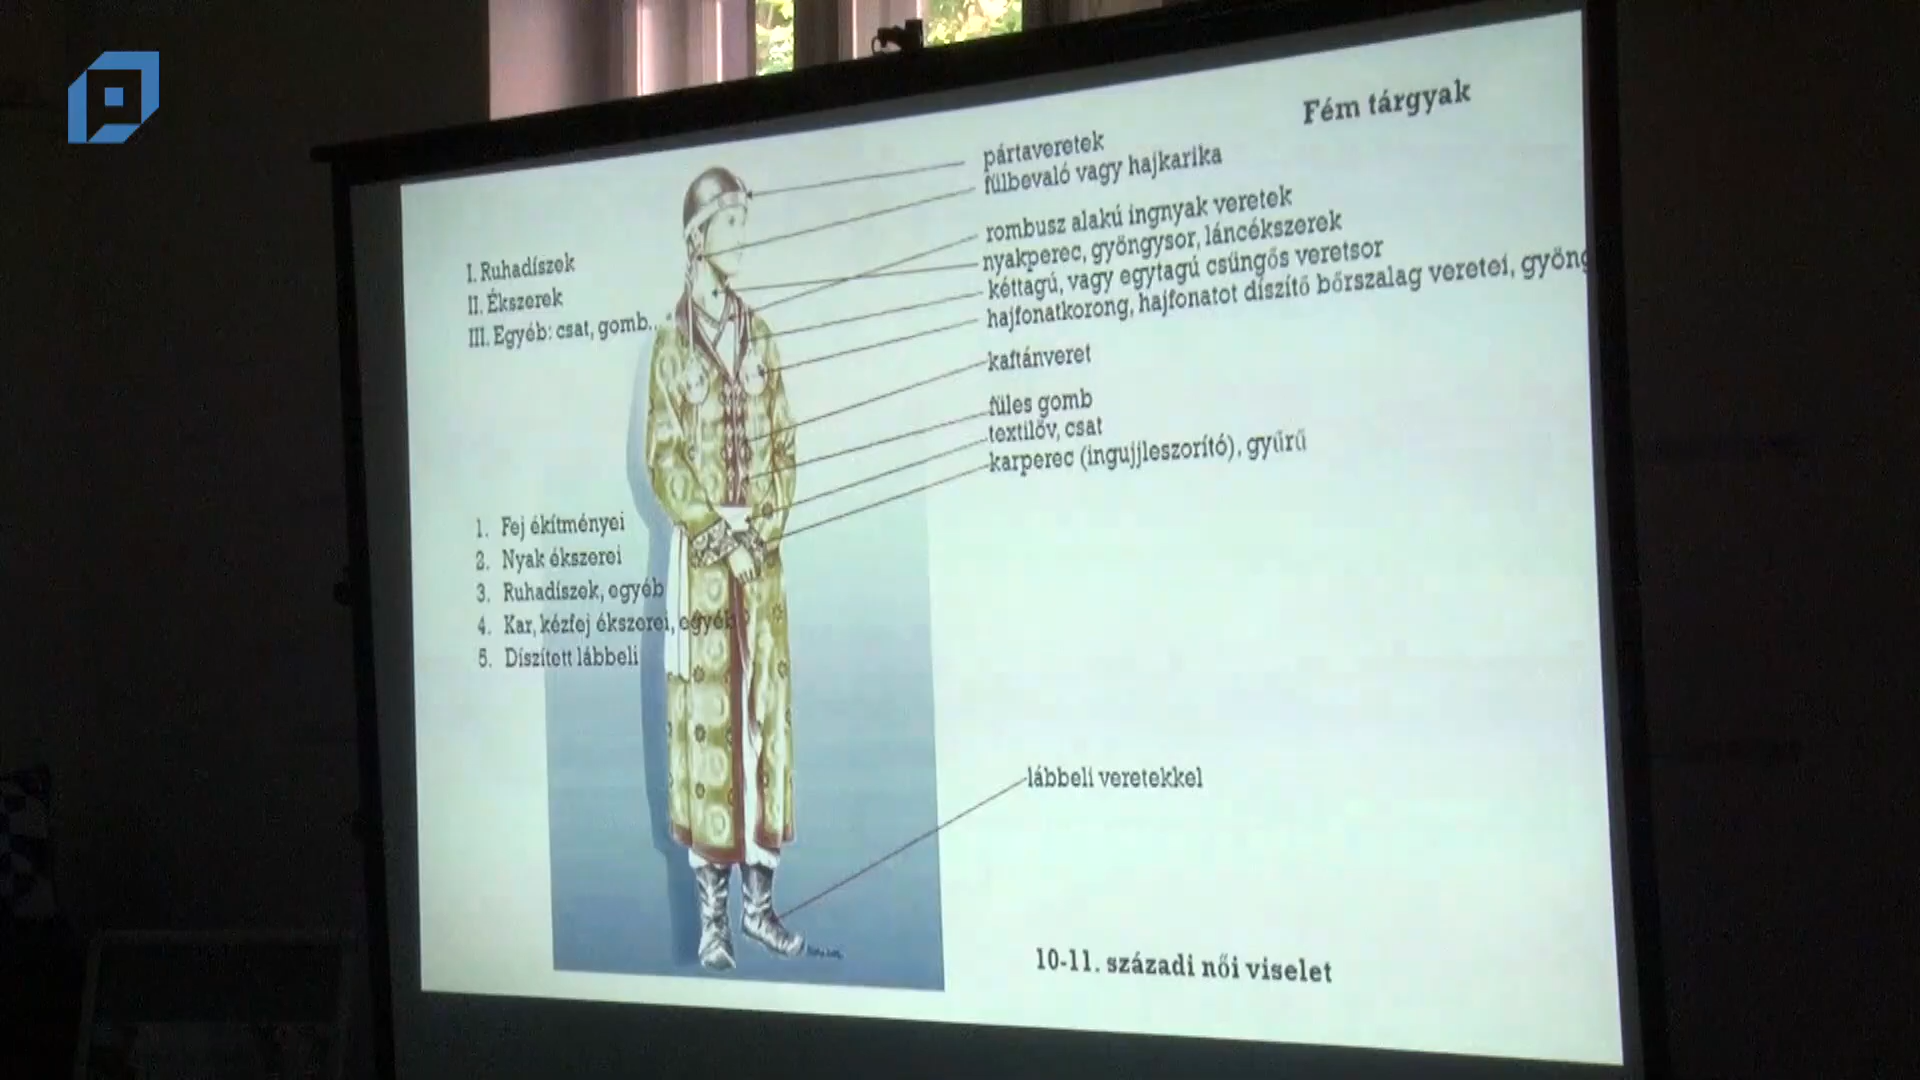 Fém tárgyak
pártaveretek
fülbevaló vagy hajkarika
rombusz alakú ingnyak veretek
nyakperec, gyöngysor, láncékszerek
kéttagú, vagy egytagú csüngős veretsor
hajfonatkorong, hajfonatot díszítő bőrszalag veretei, gyöng
kaftánveret
füles gomb
textilöv, csat
karperec (ingujjleszorító), gyűrű
I. Ruhadíszek
II. Ékszerek
III. Egyéb: csat, gomb...
1. Fej ékítményei
2. Nyak ékszerei
3. Ruhadíszek, egyéb
4. Kar, kézfej ékszerei, egyéb
5. Díszített lábbeli
lábbeli veretekkel
10-11. századi női viselet